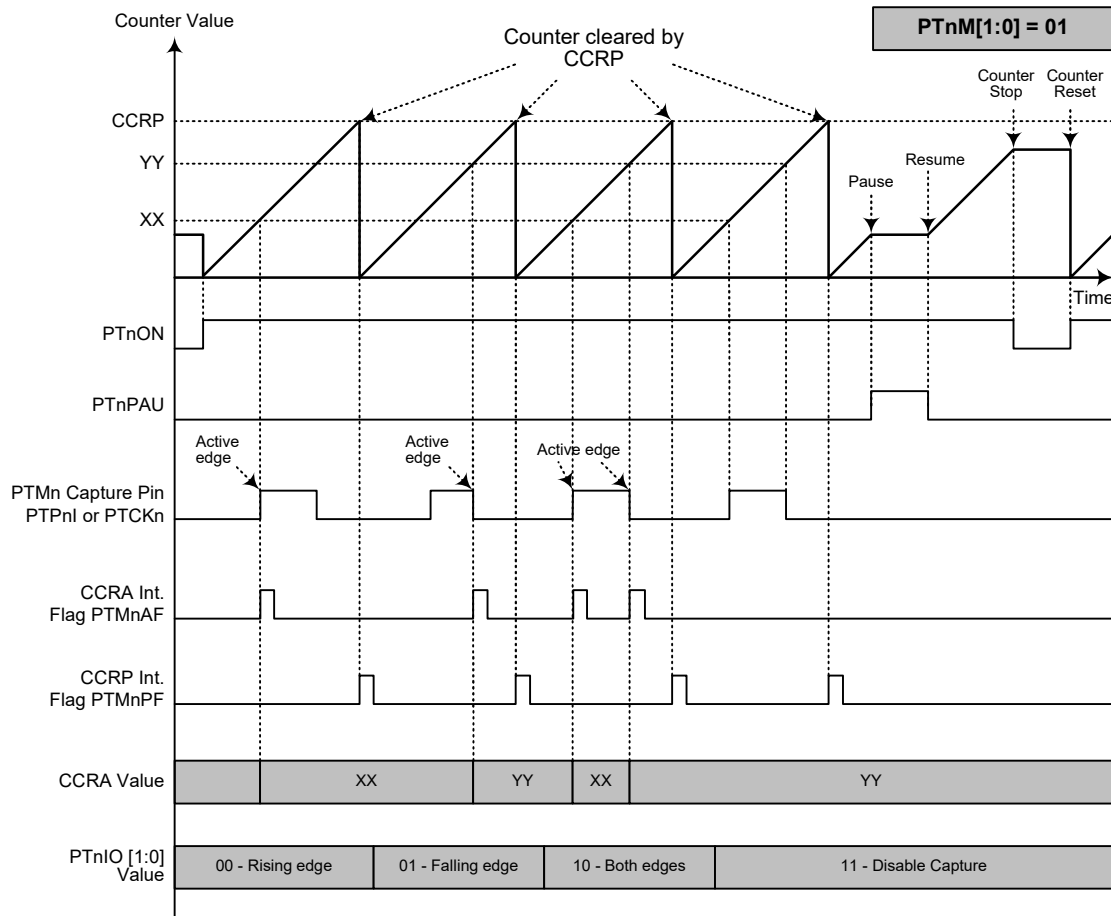 Counter Value
PTnM[1:0] = 01
Counter cleared by
CCRP
Counter
Stop
Counter
Reset
CCRP
YY
XX
Pause
Resume
Time
PTnON
PTnPAU
Active
edge
Active
edge
Active edge
PTMn Capture Pin
PTPnI or PTCKn
CCRA Int.
Flag PTMnAF
CCRP Int.
Flag PTMnPF
CCRA Value
XX
YY
XX
YY
PTnIO [1:0]
Value
00 - Rising edge
01 - Falling edge
10 - Both edges
11 - Disable Capture